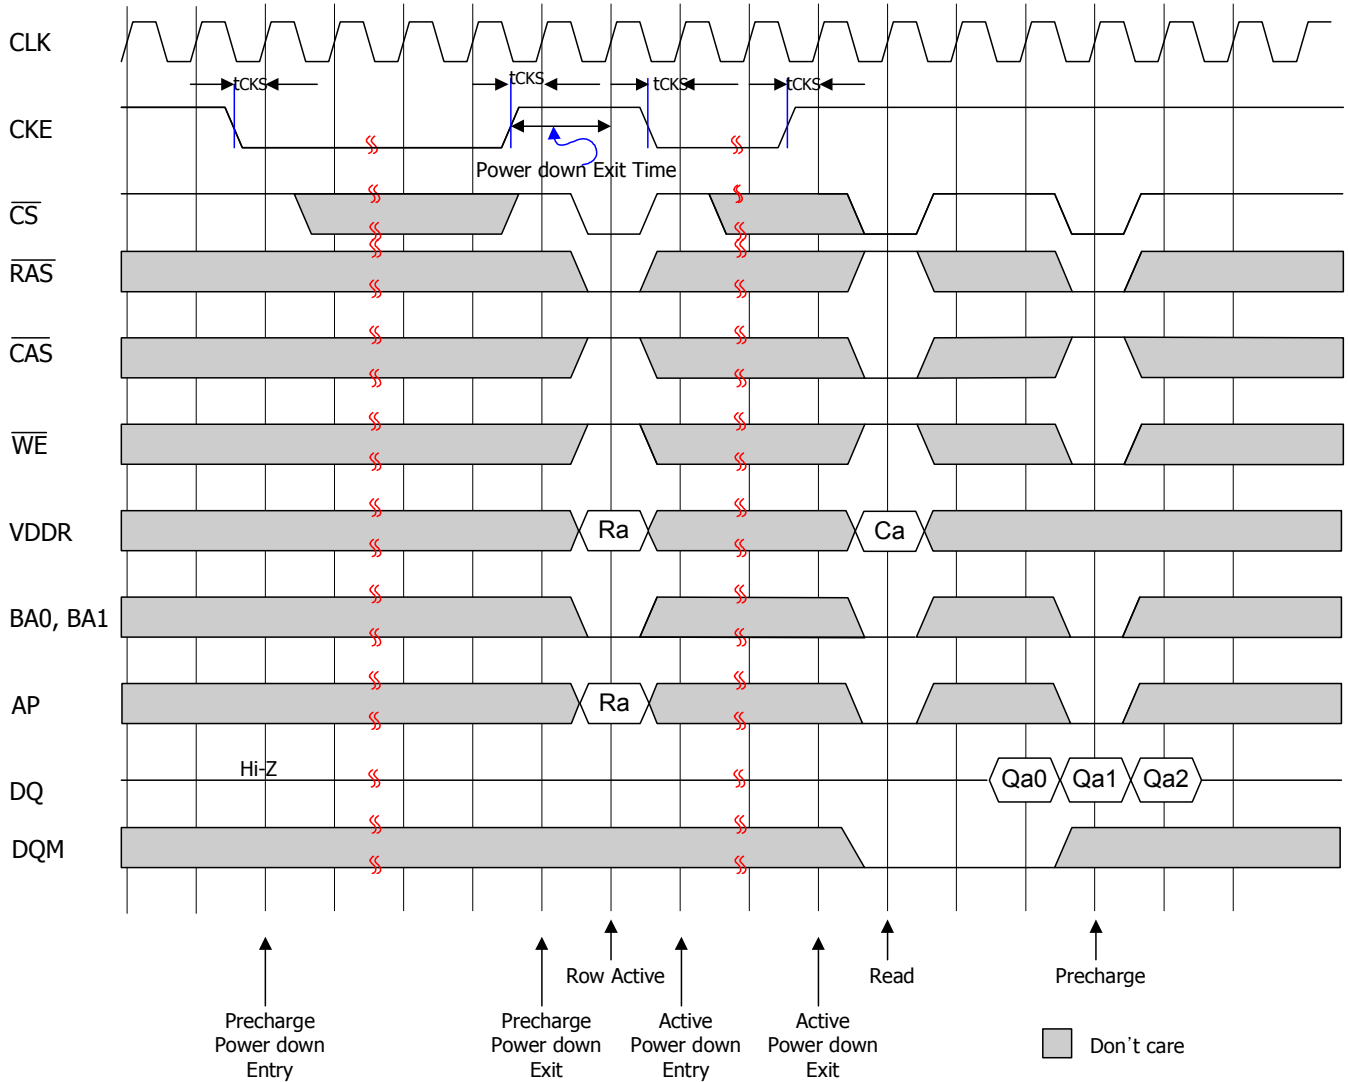 CLK
tCKS
tCKS
tCKS
tCKS
CKE
Power down Exit Time
CS
RAS
CAS
WE
VDDR
Ra
Ca
BA0, BA1
AP
Ra
Hi-Z
DQ
Qa0
Qa1
Qa2
DQM
Row Active
Read
Precharge
Precharge
Power down
Entry
Precharge
Power down
Exit
Active
Power down
Entry
Active
Power down
Exit
Don't care